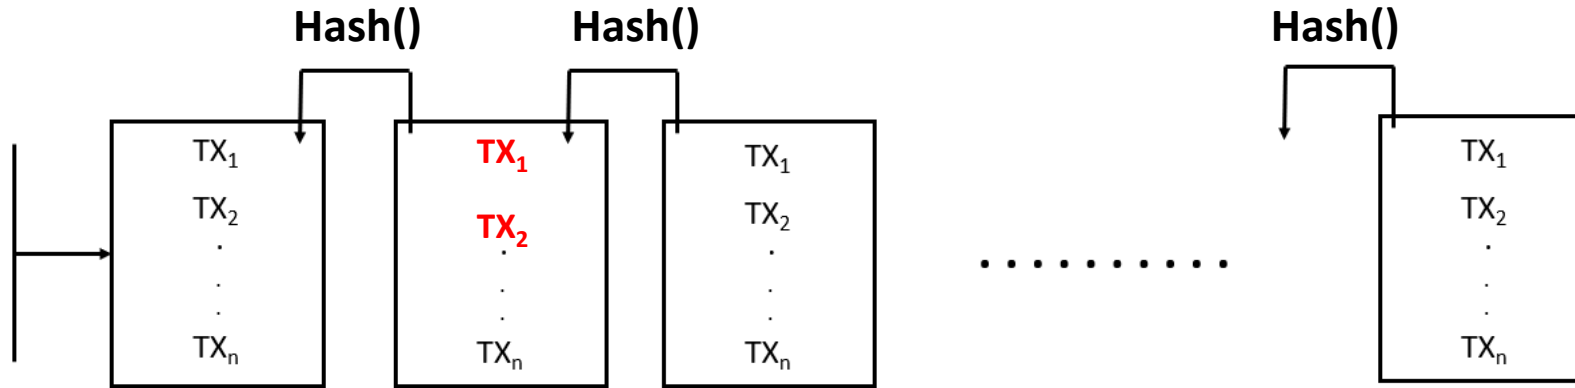 Hash() Hash() Hash()
TX₁ TX₁ TX₁ TX₁
TX₂ TX₂ TX₂ TX₂
TXₙ TXₙ TXₙ TXₙ